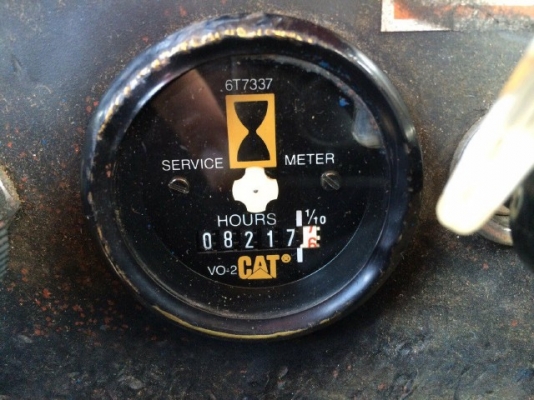 6T7337
SERVICE METER
HOURS 1/10
08217
VO-2 CAT®